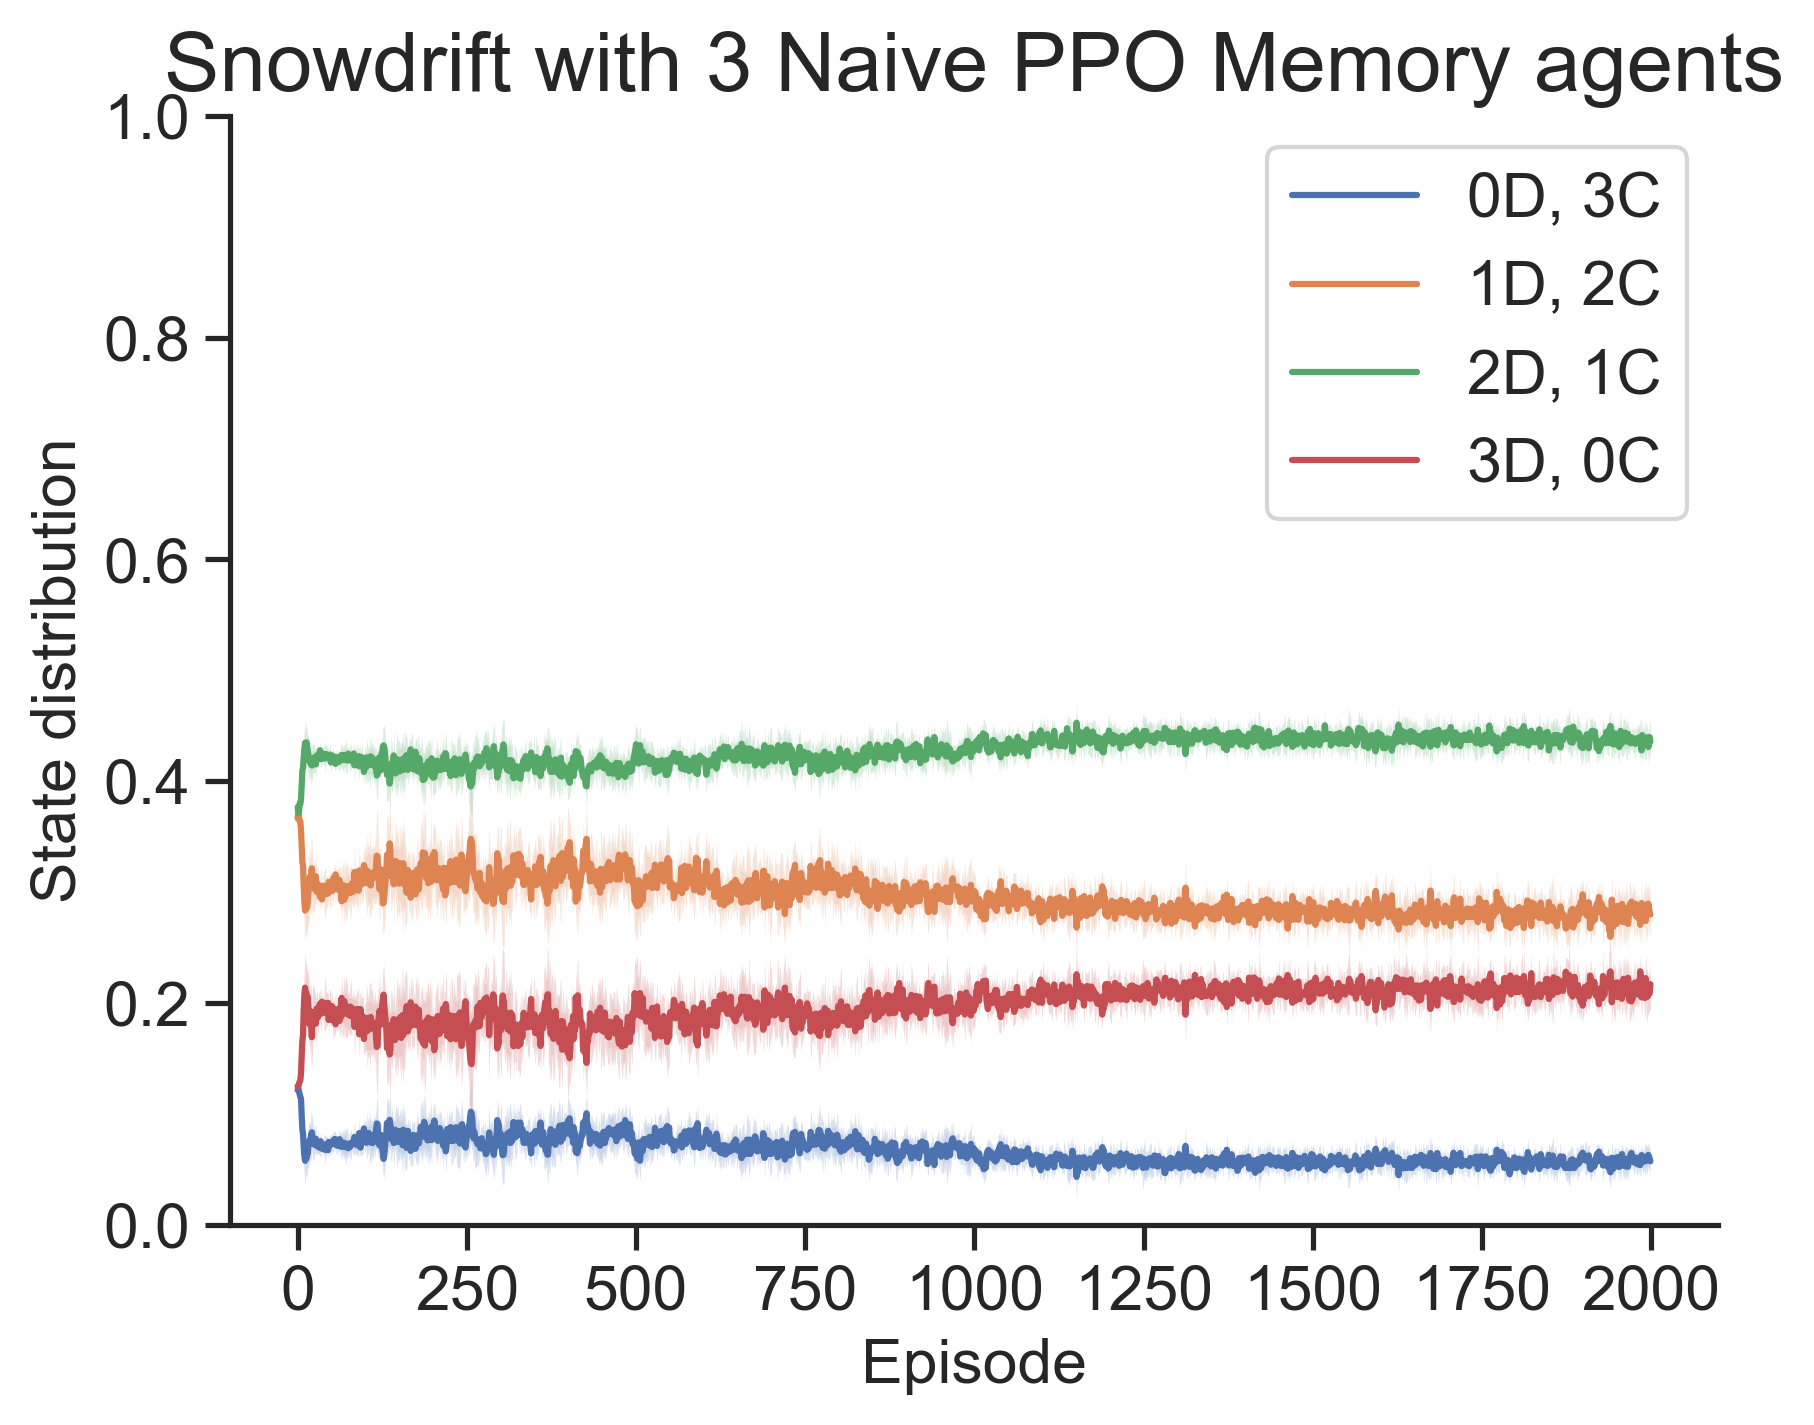 Snowdrift with 3 Naive PPO Memory agents
1.0
0.8
0.6
0.4
0.2
0.0
State distribution
0D, 3C
1D, 2C
2D, 1C
3D, 0C
0 250 500 750 1000 1250 1500 1750 2000
Episode